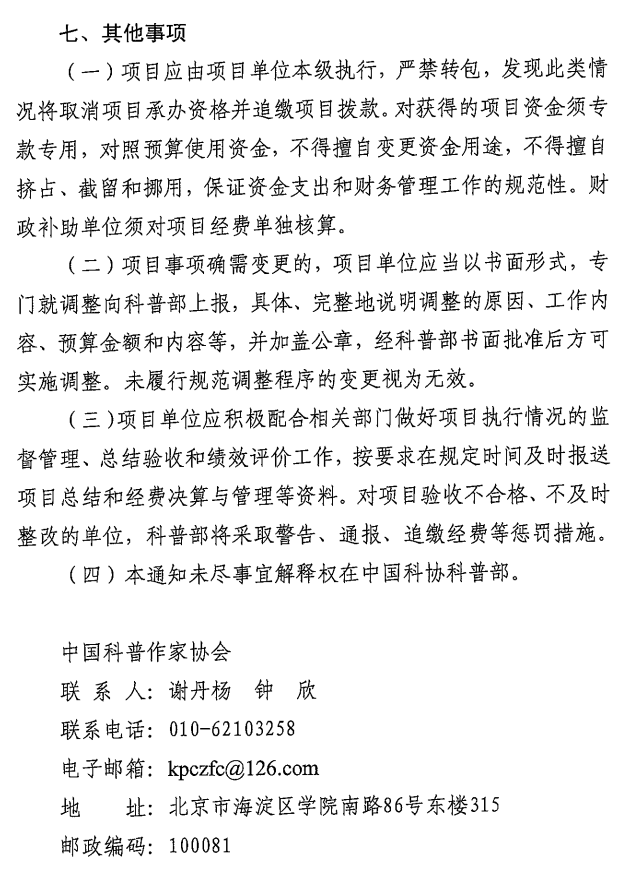 七、其他事项
（一）项目应由项目单位本级执行，严禁转包，发现此类情
况将取消项目承办资格并追缴项目拨款。对获得的项目资金须专
款专用，对照预算使用资金，不得擅自变更资金用途，不得擅自
挤占、截留和挪用，保证资金支出和财务管理工作的规范性。财
政补助单位须对项目经费单独核算。
（二）项目事项确需变更的，项目单位应当以书面形式，专
门就调整向科普部上报，具体、完整地说明调整的原因、工作内
容、预算金额和内容等，并加盖公章，经科普部书面批准后方可
实施调整。未履行规范调整程序的变更视为无效。
（三）项目单位应积极配合相关部门做好项目执行情况的监
督管理、总结验收和绩效评价工作，按要求在规定时间及时报送
项目总结和经费决算与管理等资料。对项目验收不合格、不及时
整改的单位，科普部将采取警告、通报、追缴经费等惩罚措施。
（四）本通知未尽事宜解释权在中国科协科普部。
中国科普作家协会
联 系 人：谢丹杨 钟 欣
联系电话：010-62103258
电子邮箱：kpczfc@126.com
地 址：北京市海淀区学院南路86号东楼315
邮政编码：100081